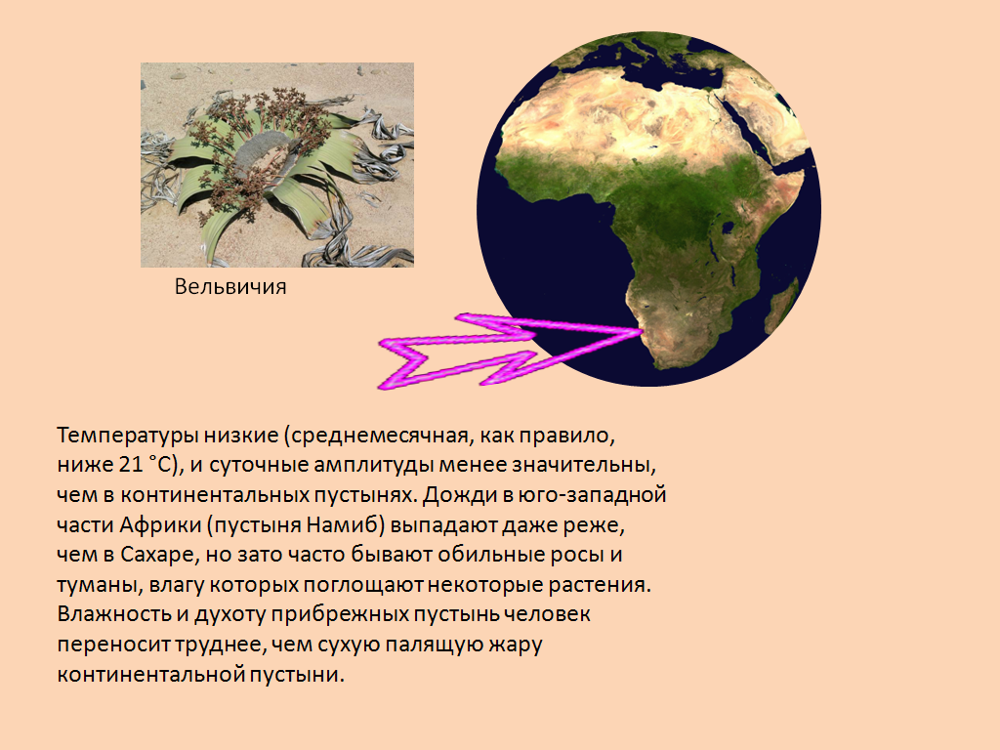 Вельвичия
Температуры низкие (среднемесячная, как правило,
ниже 21 °С), и суточные амплитуды менее значительны,
чем в континентальных пустынях. Дожди в юго-западной
части Африки (пустыня Намиб) выпадают даже реже,
чем в Сахаре, но зато часто бывают обильные росы и
туманы, влагу которых поглощают некоторые растения.
Влажность и духоту прибрежных пустынь человек
переносит труднее, чем сухую палящую жару
континентальной пустыни.